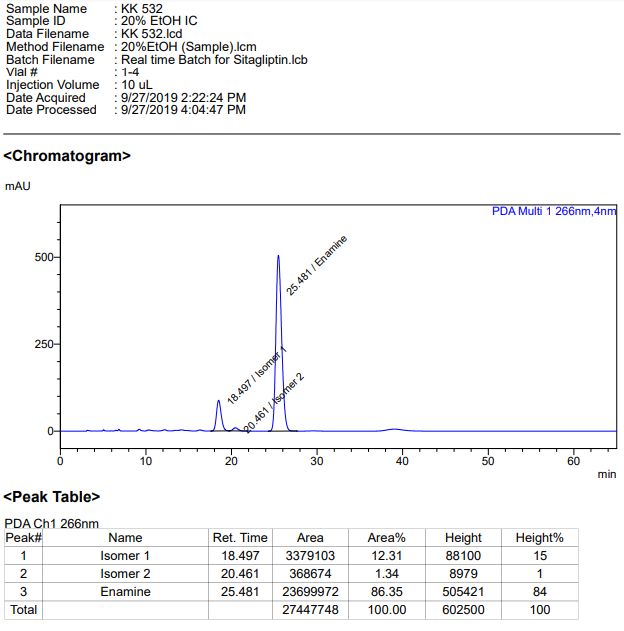 Sample Name : KK 532
Sample ID : 20% EtOH IC
Data Filename : KK 532.lcd
Method Filename : 20%EtOH (Sample).lcm
Batch Filename : Real time Batch for Sitagliptin.lcb
Vial # : 1-4
Injection Volume : 10 uL
Date Acquired : 9/27/2019 2:22:24 PM
Date Processed : 9/27/2019 4:04:47 PM
<Chromatogram>
mAU
PDA Multi 1 266nm,4nm
500
250
0
18.497 / Isomer 1
20.461 / Isomer 2
25.481 / Enamine
0 10 20 30 40 50 60
min
<Peak Table>
PDA Ch1 266nm
Peak# Name Ret. Time Area Area% Height Height%
1 Isomer 1 18.497 3379103 12.31 88100 15
2 Isomer 2 20.461 368674 1.34 8979 1
3 Enamine 25.481 23699972 86.35 505421 84
Total 27447748 100.00 602500 100